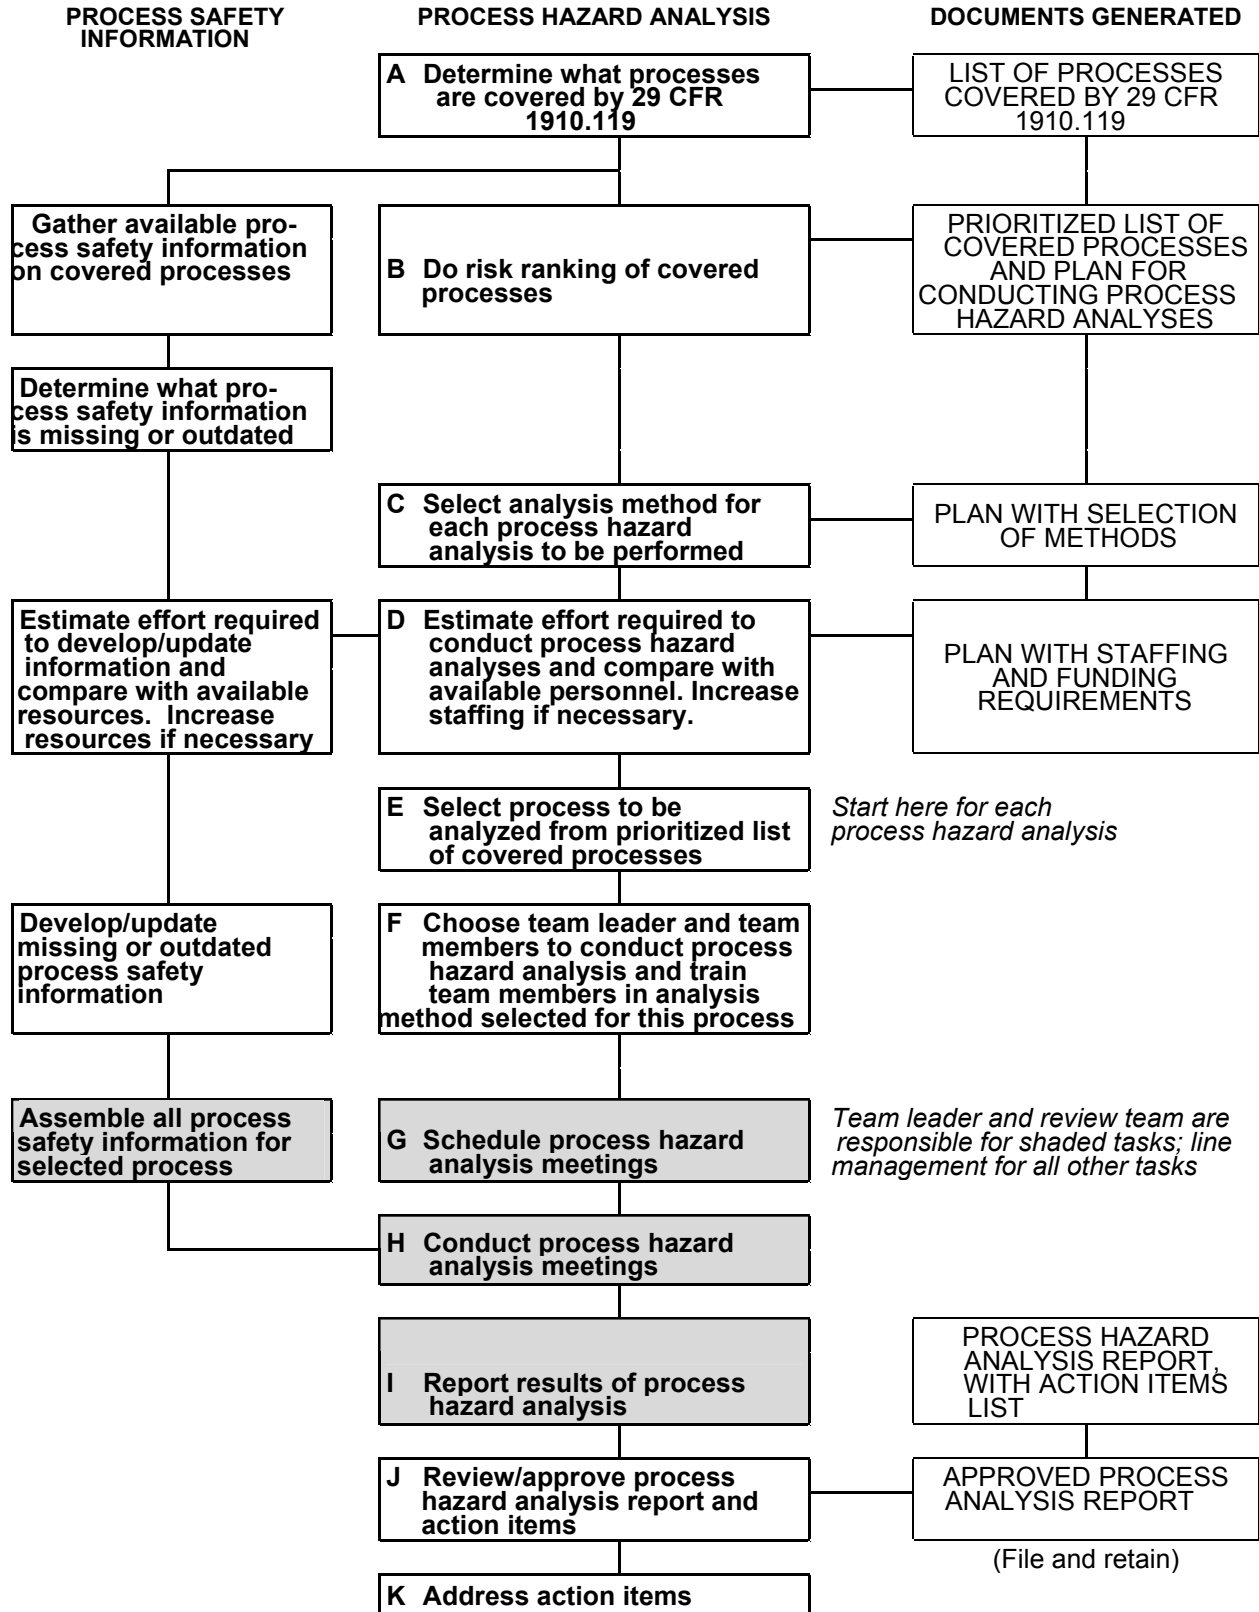 PROCESS SAFETY
INFORMATION
PROCESS HAZARD ANALYSIS
DOCUMENTS GENERATED
A Determine what processes
are covered by 29 CFR
1910.119
LIST OF PROCESSES
COVERED BY 29 CFR
1910.119
Gather available pro-
cess safety information
on covered processes
B Do risk ranking of covered
processes
PRIORITIZED LIST OF
COVERED PROCESSES
AND PLAN FOR
CONDUCTING PROCESS
HAZARD ANALYSES
Determine what pro-
cess safety information
is missing or outdated
C Select analysis method for
each process hazard
analysis to be performed
PLAN WITH SELECTION
OF METHODS
Estimate effort required
to develop/update
information and
compare with available
resources. Increase
resources if necessary
D Estimate effort required to
conduct process hazard
analyses and compare with
available personnel. Increase
staffing if necessary.
PLAN WITH STAFFING
AND FUNDING
REQUIREMENTS
E Select process to be
analyzed from prioritized list
of covered processes
Start here for each
process hazard analysis
Develop/update
missing or outdated
process safety
information
F Choose team leader and team
members to conduct process
hazard analysis and train
team members in analysis
method selected for this process
Assemble all process
safety information for
selected process
G Schedule process hazard
analysis meetings
Team leader and review team are
responsible for shaded tasks; line
management for all other tasks
H Conduct process hazard
analysis meetings
I Report results of process
hazard analysis
PROCESS HAZARD
ANALYSIS REPORT,
WITH ACTION ITEMS
LIST
J Review/approve process
hazard analysis report and
action items
APPROVED PROCESS
ANALYSIS REPORT
(File and retain)
K Address action items